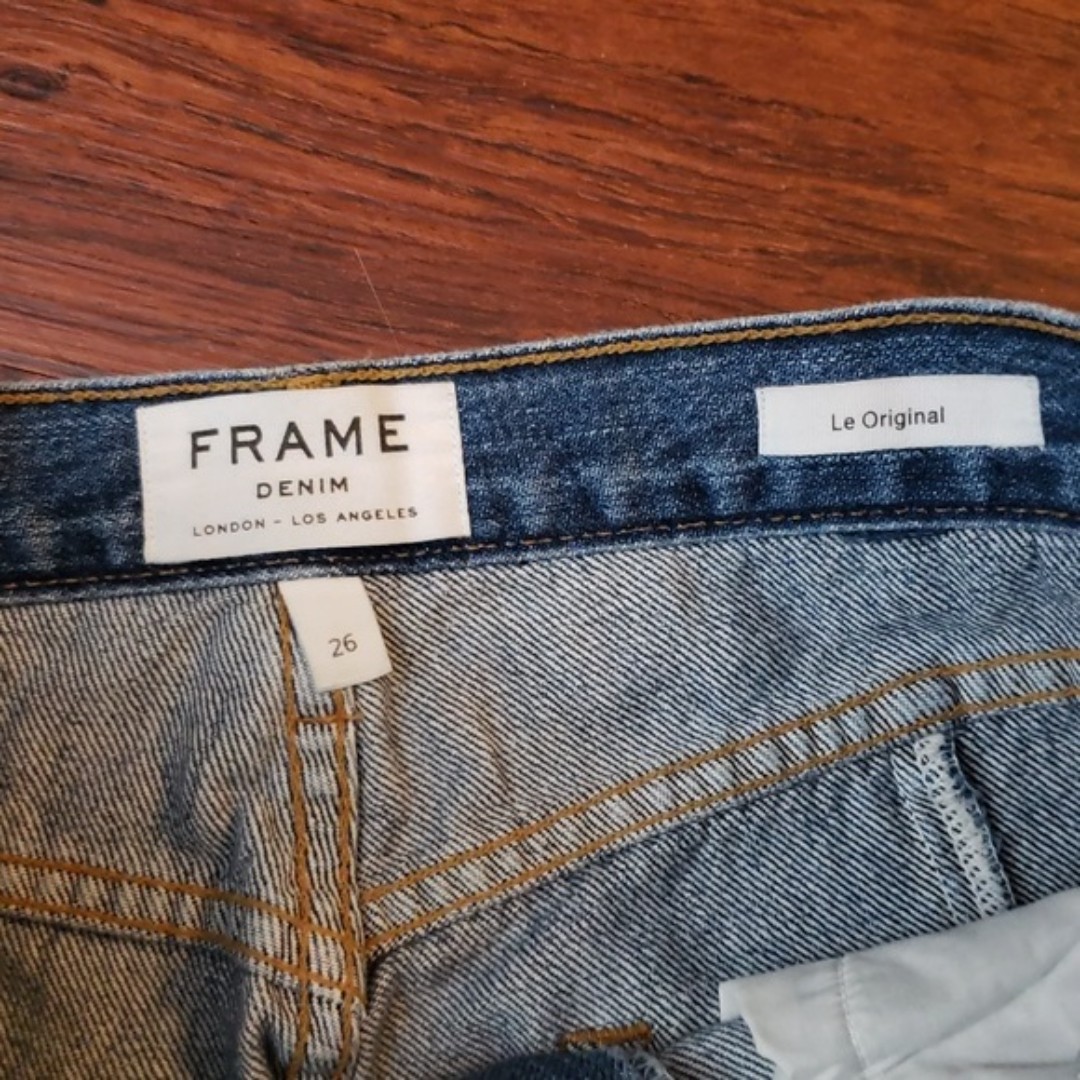 FRAME
DENIM
LONDON - LOS ANGELES
Le Original
26